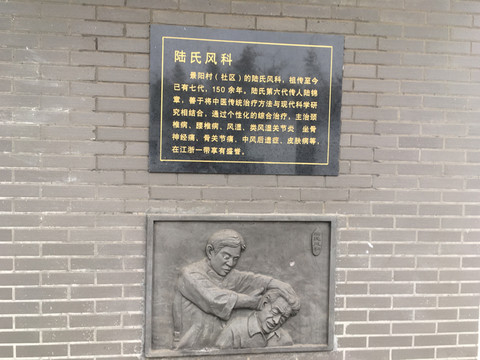 陆氏风科
景阳村（社区）的陆氏风科，祖传至今
已有七代，150余年。陆氏第六代传人陆锦
章，善于将中医传统治疗方法与现代科学研
究相结合，通过个性化的综合治疗，主治颈
椎病、腰椎病、风湿、类风湿关节炎 坐骨
神经痛、骨关节痛、中风后遗症、皮肤病等，
在江浙一带享有盛誉。